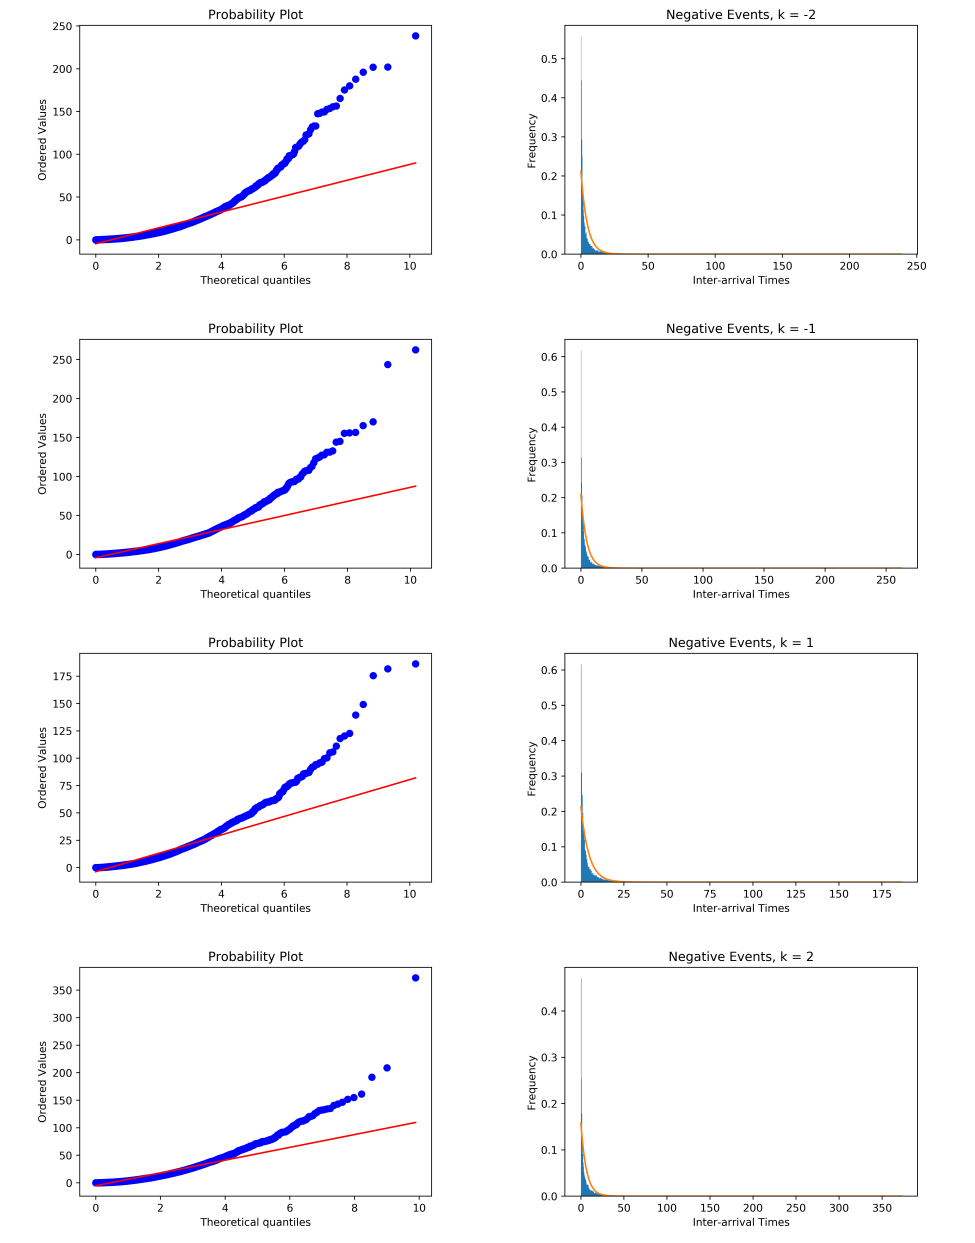 Probability Plot
Negative Events, k = -2
250
200
150
100
50
0
Ordered Values
0 2 4 6 8 10
Theoretical quantiles
0.5
0.4
0.3
0.2
0.1
0.0
Frequency
0 50 100 150 200 250
Inter-arrival Times
Probability Plot
Negative Events, k = -1
250
200
150
100
50
0
Ordered Values
0 2 4 6 8 10
Theoretical quantiles
0.6
0.5
0.4
0.3
0.2
0.1
0.0
Frequency
0 50 100 150 200 250
Inter-arrival Times
Probability Plot
Negative Events, k = 1
175
150
125
100
75
50
25
0
Ordered Values
0 2 4 6 8 10
Theoretical quantiles
0.6
0.5
0.4
0.3
0.2
0.1
0.0
Frequency
0 25 50 75 100 125 150 175
Inter-arrival Times
Probability Plot
Negative Events, k = 2
350
300
250
200
150
100
50
0
Ordered Values
0 2 4 6 8 10
Theoretical quantiles
0.4
0.3
0.2
0.1
0.0
Frequency
0 50 100 150 200 250 300 350
Inter-arrival Times